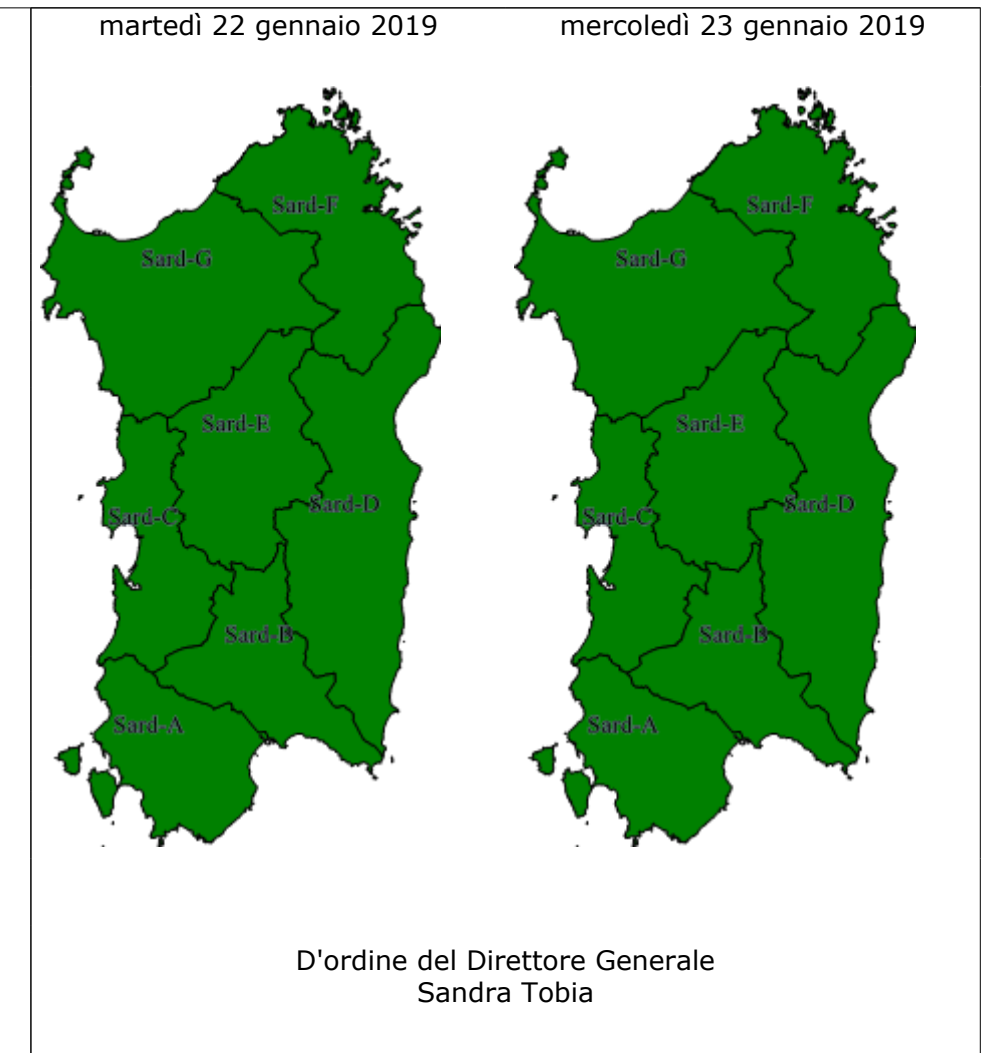 martedì 22 gennaio 2019
mercoledì 23 gennaio 2019
Sard-F
Sard-G
Sard-E
Sard-D
Sard-C
Sard-B
Sard-A
Sard-F
Sard-G
Sard-E
Sard-D
Sard-C
Sard-B
Sard-A
D'ordine del Direttore Generale
Sandra Tobia